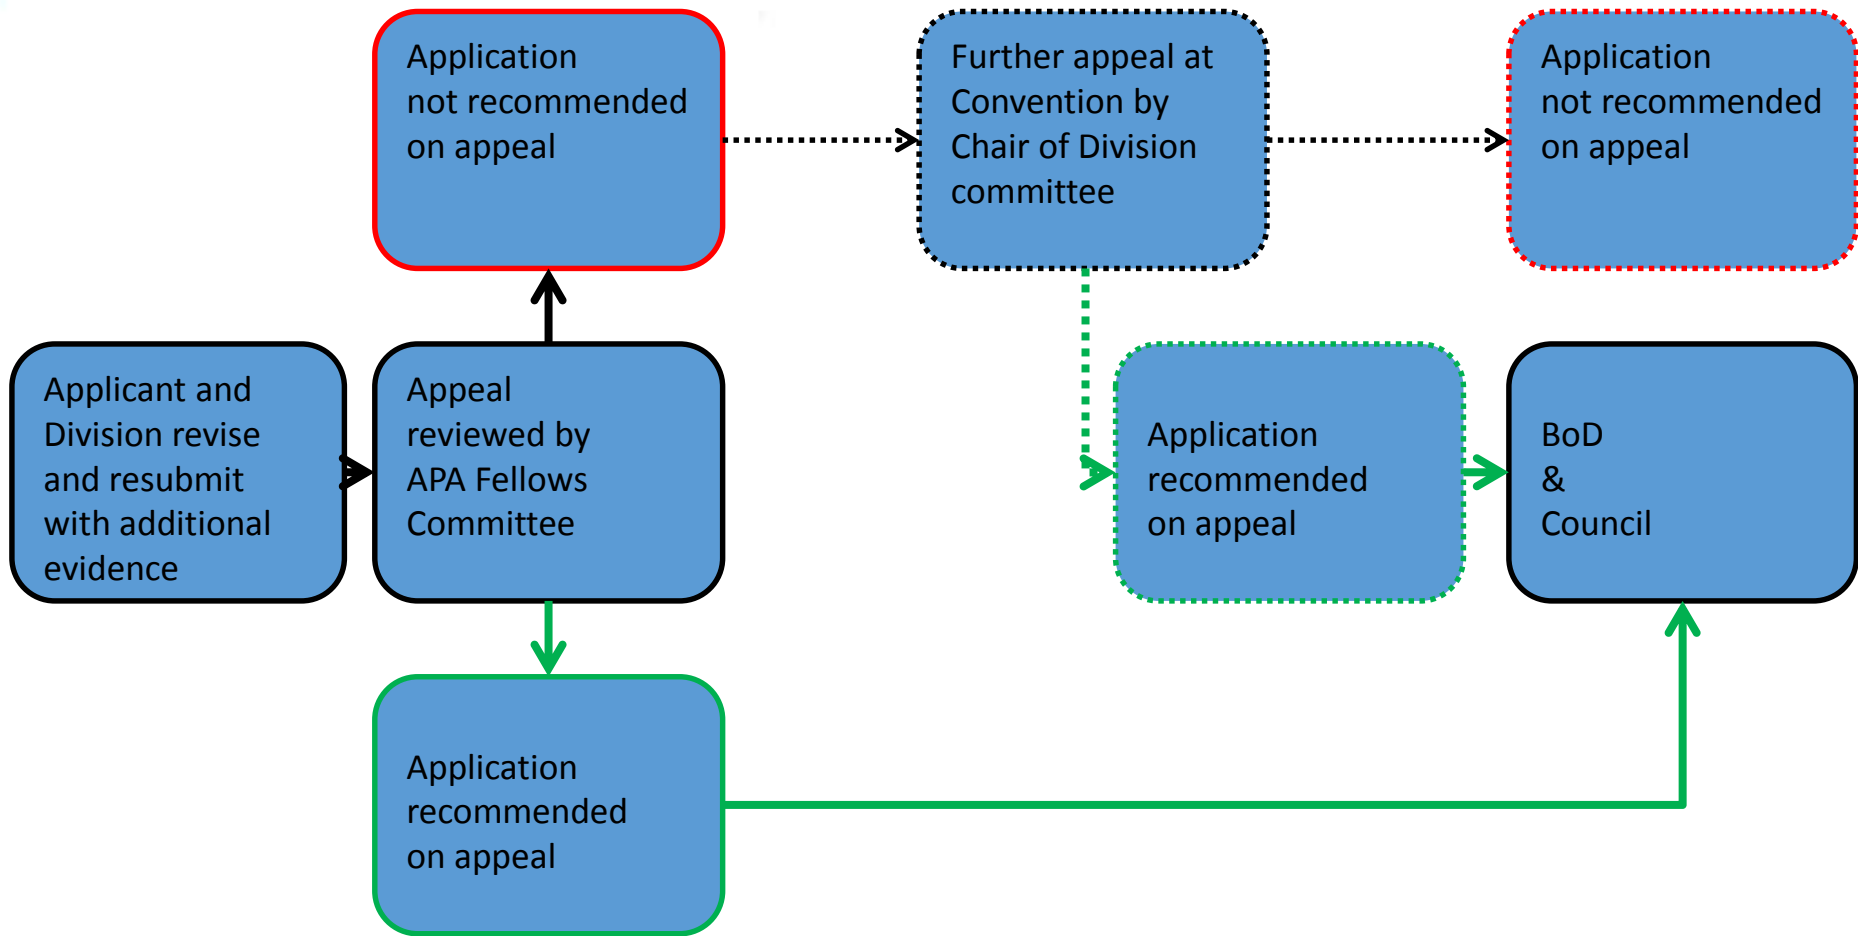 Application
not recommended
on appeal
Further appeal at
Convention by
Chair of Division
committee
Application
not recommended
on appeal
Applicant and
Division revise
and resubmit
with additional
evidence
Appeal
reviewed by
APA Fellows
Committee
Application
recommended
on appeal
BoD
&
Council
Application
recommended
on appeal